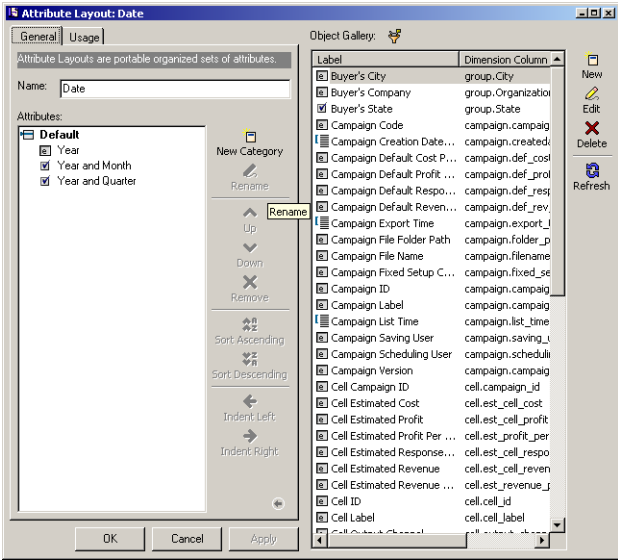 Attribute Layout: Date
General
Usage
Attribute Layouts are portable organized sets of attributes.
Name:
Date
Attributes:
Default
Year
Year and Month
Year and Quarter
New Category
Rename
Rename
Up
Down
Remove
Sort Ascending
Sort Descending
Indent Left
Indent Right
OK
Cancel
Apply
Object Gallery:
Label Dimension Column
Buyer's City group.City
Buyer's Company group.Organization
Buyer's State group.State
Campaign Code campaign.campaig
Campaign Creation Date... campaign.createda
Campaign Default Cost P... campaign.def_cost
Campaign Default Profit ... campaign.def_prof
Campaign Default Respo... campaign.def_resp
Campaign Default Reven... campaign.def_rev_
Campaign Export Time campaign.export_t
Campaign File Folder Path campaign.folder_p
Campaign File Name campaign.filename
Campaign Fixed Setup C... campaign.fixed_se
Campaign ID campaign.campaig
Campaign Label campaign.campaig
Campaign List Time campaign.list_time
Campaign Saving User campaign.saving_u
Campaign Scheduling User campaign.schedulin
Campaign Version campaign.campaig
Cell Campaign ID cell.campaign_id
Cell Estimated Cost cell.est_cell_cost
Cell Estimated Profit cell.est_cell_profit
Cell Estimated Profit Per ... cell.est_profit_per
Cell Estimated Response... cell.est_cell_respo
Cell Estimated Revenue cell.est_cell_reven
Cell Estimated Revenue ... cell.est_revenue_p
Cell ID cell.cell_id
Cell Label cell.cell_label
New
Edit
Delete
Refresh